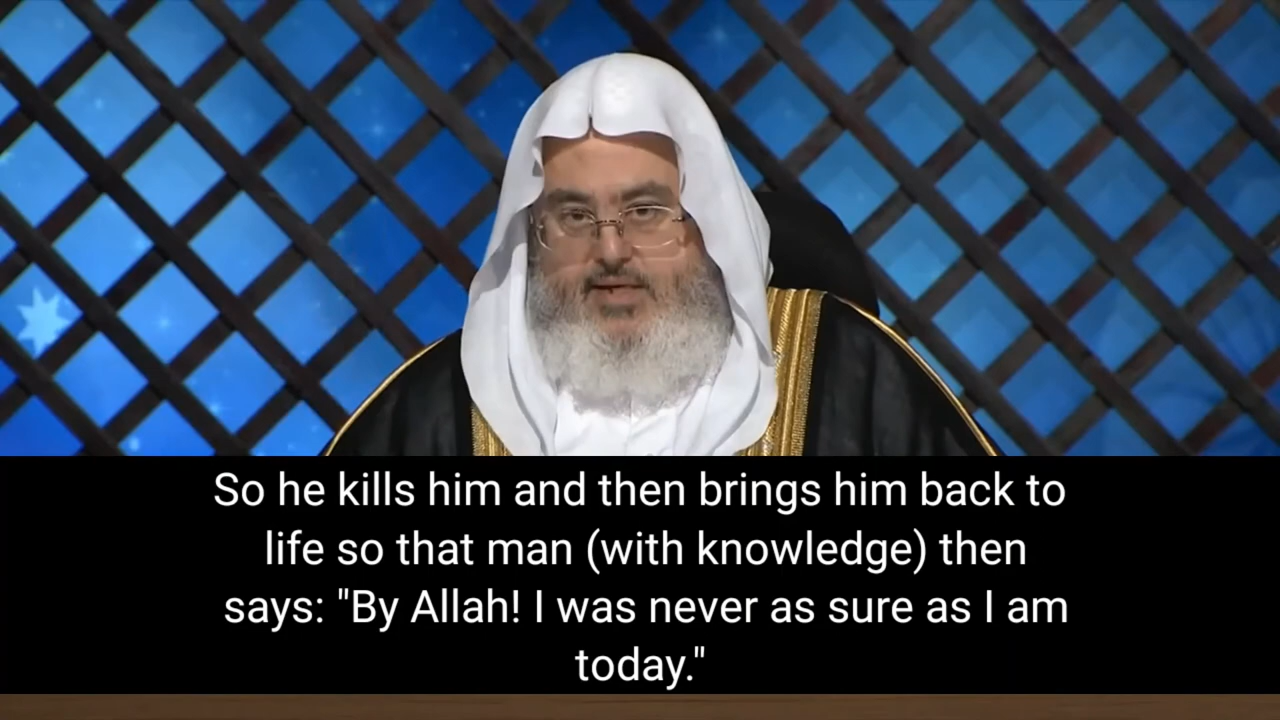 So he kills him and then brings him back to
life so that man (with knowledge) then
says: "By Allah! I was never as sure as I am
today."